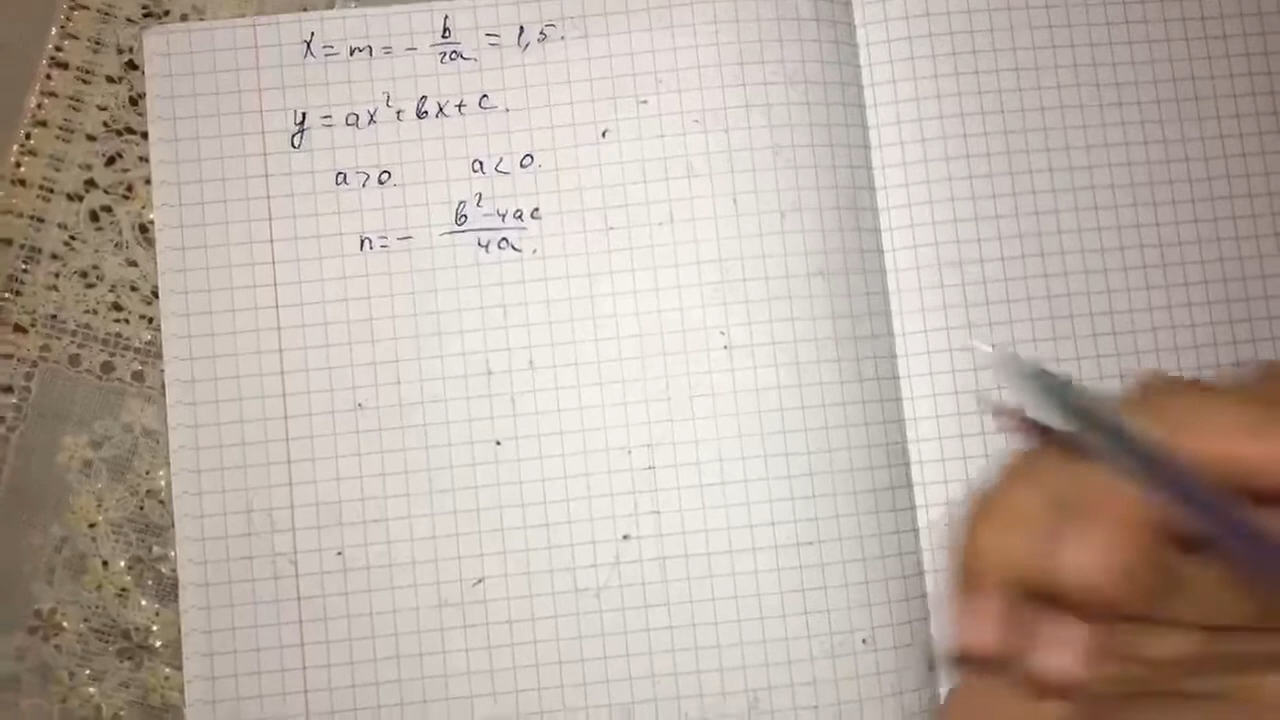 x = m = - b/2a = 1,5.
y = ax² + bx + c.
a > 0. a < 0.
n = - b² - 4ac / 4a.